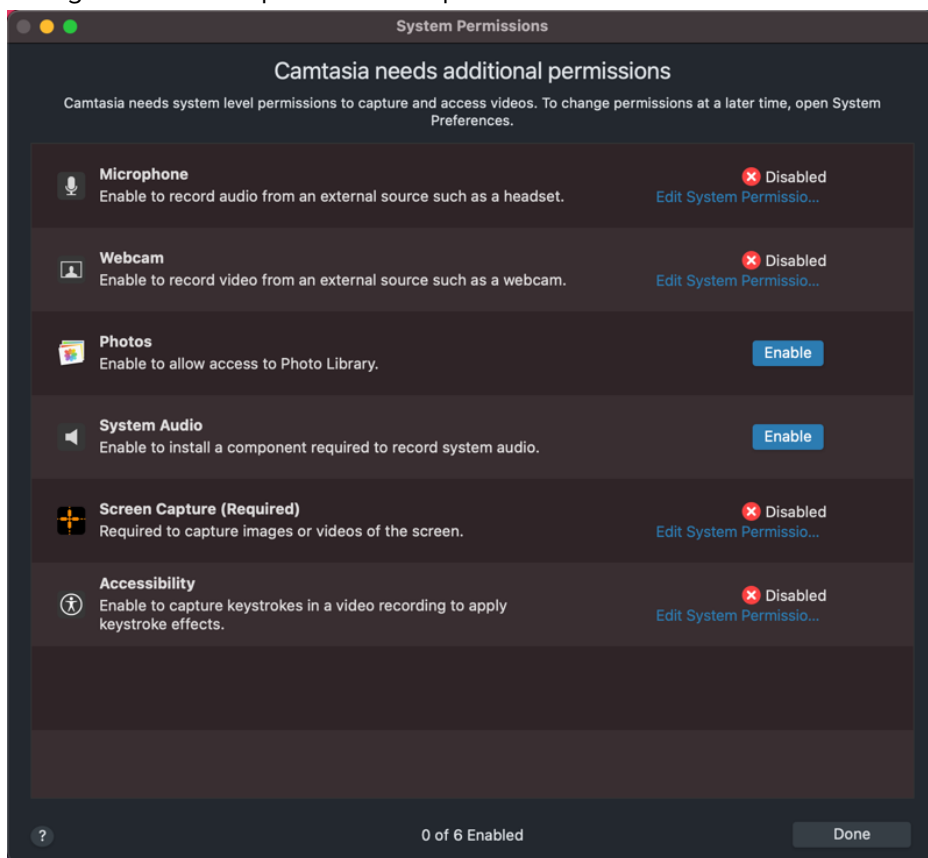 System Permissions
Camtasia needs additional permissions
Camtasia needs system level permissions to capture and access videos. To change permissions at a later time, open System
Preferences.
Microphone
Enable to record audio from an external source such as a headset.
Disabled
Edit System Permissio...
Webcam
Enable to record video from an external source such as a webcam.
Disabled
Edit System Permissio...
Photos
Enable to allow access to Photo Library.
Enable
System Audio
Enable to install a component required to record system audio.
Enable
Screen Capture (Required)
Required to capture images or videos of the screen.
Disabled
Edit System Permissio...
Accessibility
Enable to capture keystrokes in a video recording to apply
keystroke effects.
Disabled
Edit System Permissio...
?
0 of 6 Enabled
Done